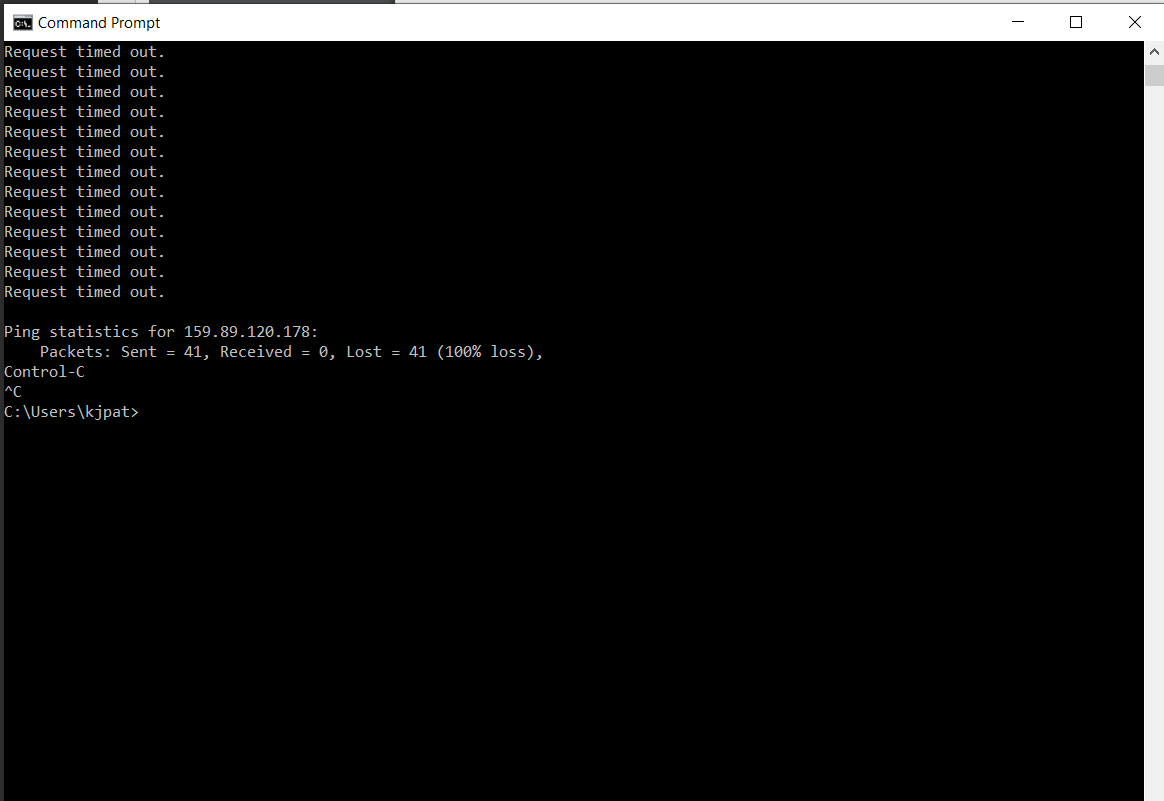 Command Prompt
Request timed out.
Request timed out.
Request timed out.
Request timed out.
Request timed out.
Request timed out.
Request timed out.
Request timed out.
Request timed out.
Request timed out.
Request timed out.
Request timed out.
Request timed out.
Ping statistics for 159.89.120.178:
    Packets: Sent = 41, Received = 0, Lost = 41 (100% loss),
Control-C
^C
C:\Users\kjpat>